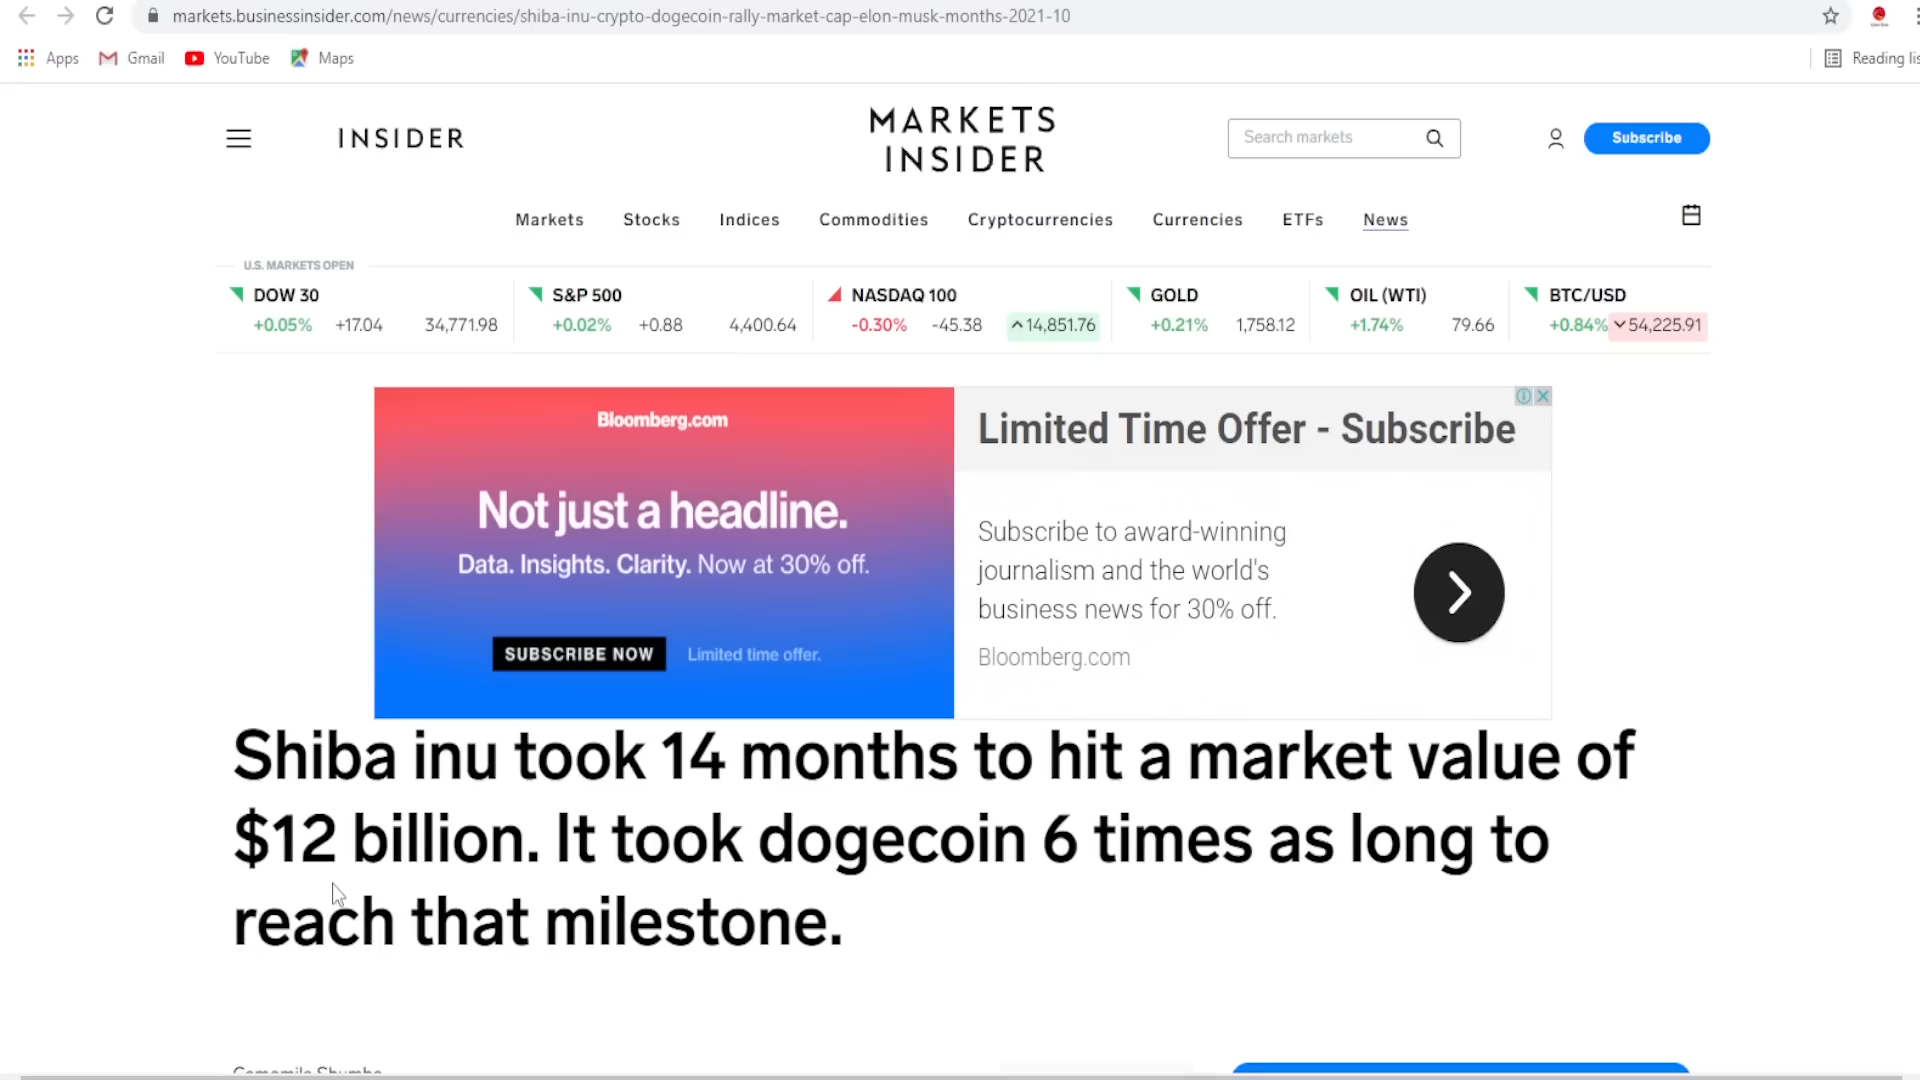 markets.businessinsider.com/news/currencies/shiba-inu-crypto-dogecoin-rally-market-cap-elon-musk-months-2021-10
Apps Gmail YouTube Maps Reading lis
INSIDER
MARKETS
INSIDER
Search markets
Subscribe
Markets Stocks Indices Commodities Cryptocurrencies Currencies ETFs News
U.S. MARKETS OPEN
DOW 30 S&P 500 NASDAQ 100 GOLD OIL (WTI) BTC/USD
+0.05% +17.04 34,771.98 +0.02% +0.88 4,400.64 -0.30% -45.38 14,851.76 +0.21% 1,758.12 +1.74% 79.66 +0.84% 54,225.91
Bloomberg.com
Not just a headline.
Data. Insights. Clarity. Now at 30% off.
SUBSCRIBE NOW Limited time offer.
Limited Time Offer - Subscribe
Subscribe to award-winning
journalism and the world's
business news for 30% off.
Bloomberg.com
Shiba inu took 14 months to hit a market value of
$12 billion. It took dogecoin 6 times as long to
reach that milestone.